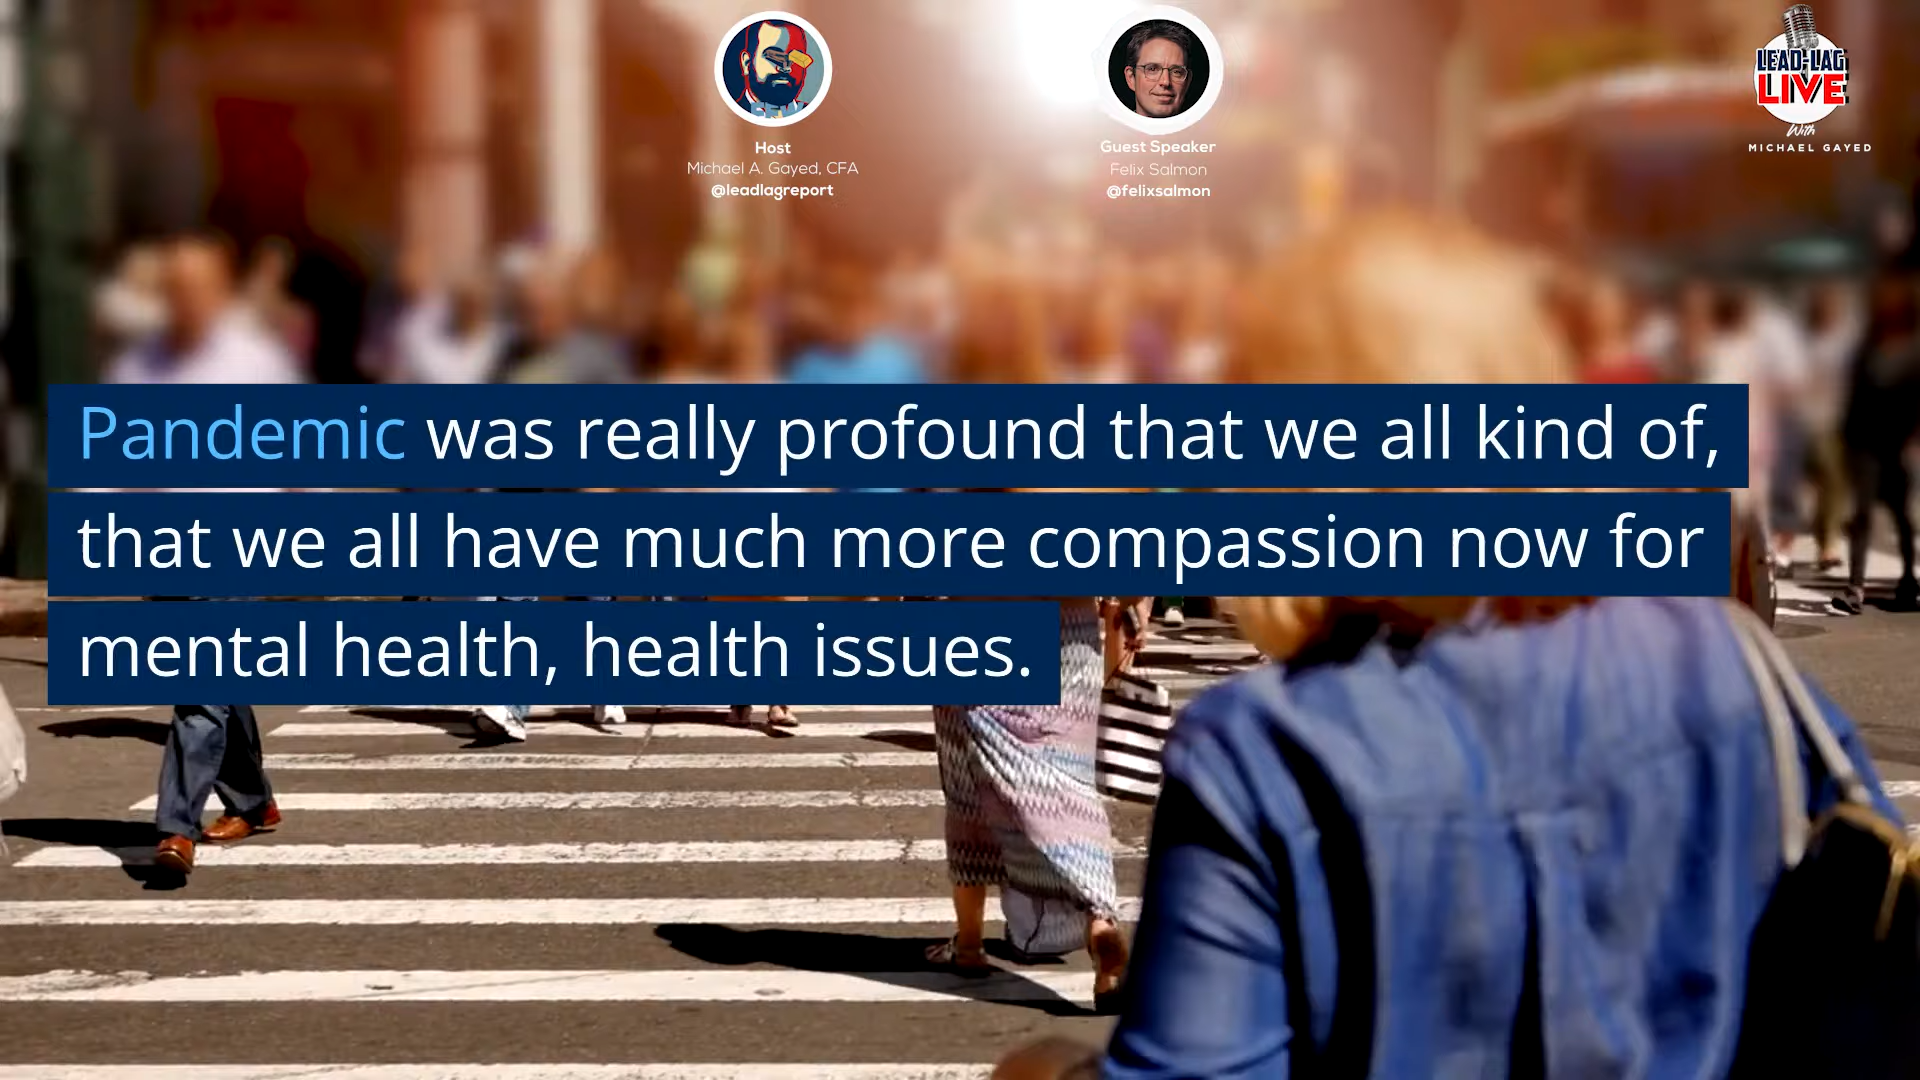 Host
Michael A. Gayed, CFA
@leadlagreport
Guest Speaker
Felix Salmon
@felixsalmon
LEAD-LAG
LIVE
With
MICHAEL GAYED
Pandemic was really profound that we all kind of,
that we all have much more compassion now for
mental health, health issues.